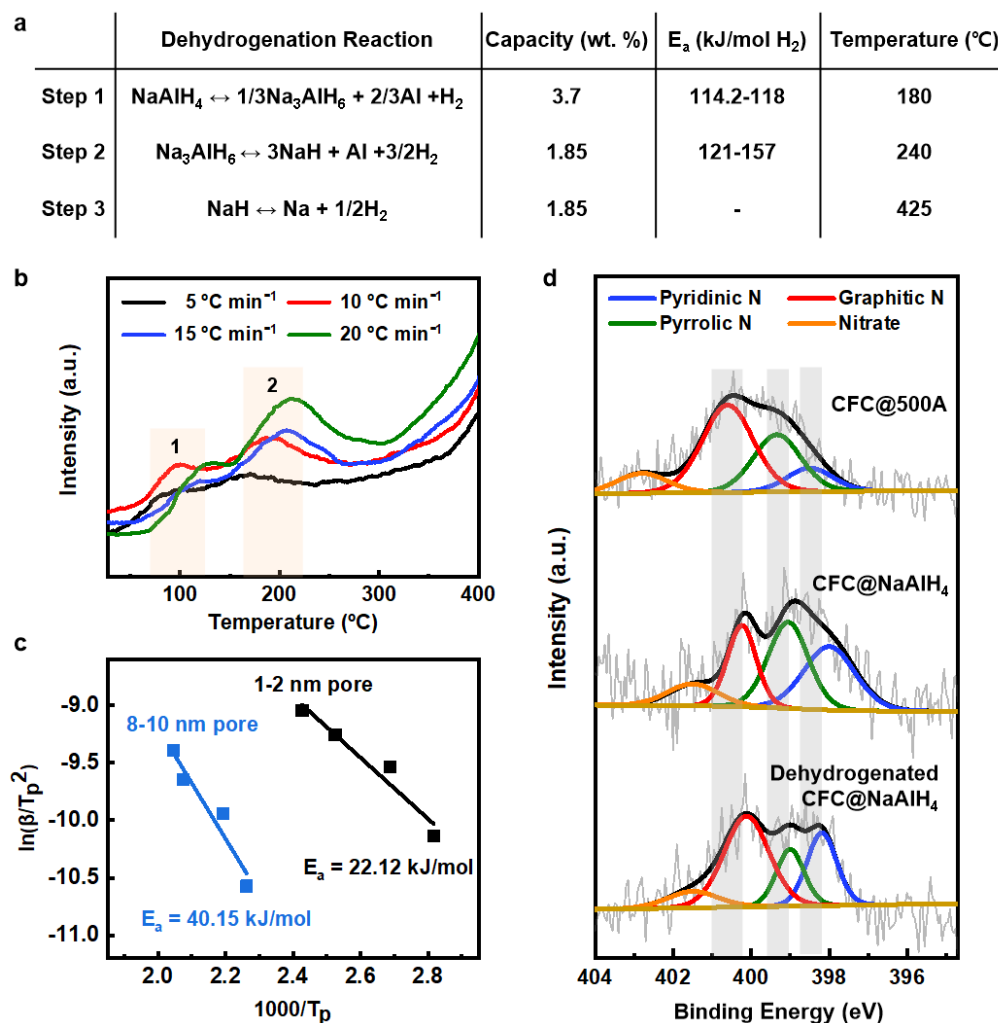 a
Dehydrogenation Reaction Capacity (wt. %) Eₐ (kJ/mol H₂) Temperature (℃)
Step 1 NaAlH₄ ↔ 1/3Na₃AlH₆ + 2/3Al +H₂ 3.7 114.2-118 180
Step 2 Na₃AlH₆ ↔ 3NaH + Al +3/2H₂ 1.85 121-157 240
Step 3 NaH ↔ Na + 1/2H₂ 1.85 - 425
b
5 ºC min⁻¹ 10 ºC min⁻¹
15 ºC min⁻¹ 20 ºC min⁻¹
1
2
Intensity (a.u.)
100 200 300 400
Temperature (ºC)
c
1-2 nm pore
8-10 nm pore
Eₐ = 22.12 kJ/mol
Eₐ = 40.15 kJ/mol
ln(β/Tp²)
-9.0
-9.5
-10.0
-10.5
-11.0
2.0 2.2 2.4 2.6 2.8
1000/Tp
d
Pyridinic N Graphitic N
Pyrrolic N Nitrate
CFC@500A
CFC@NaAlH₄
Dehydrogenated
CFC@NaAlH₄
Intensity (a.u.)
404 402 400 398 396
Binding Energy (eV)